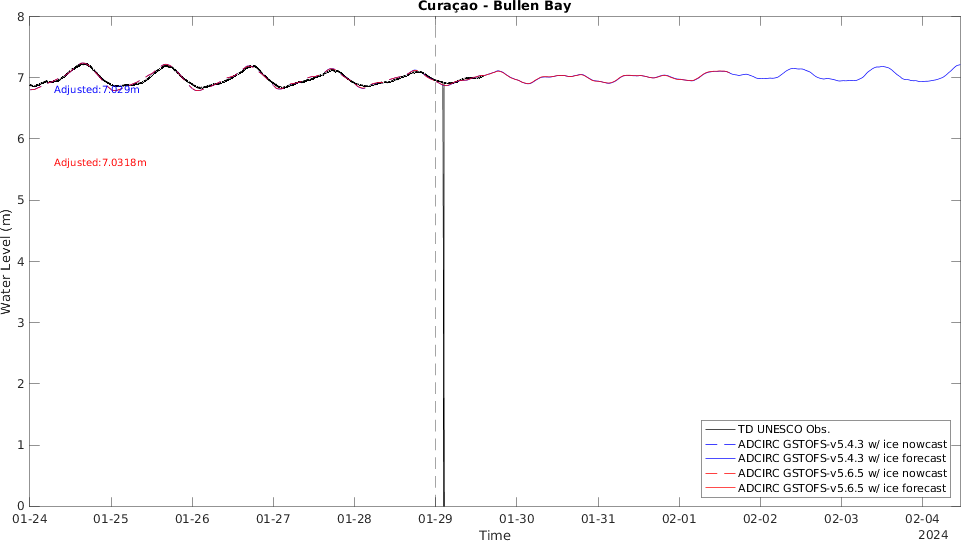 Curaçao - Bullen Bay
8
7
6
5
4
3
2
1
0
Water Level (m)
Adjusted:7.029m
Adjusted:7.0318m
TD UNESCO Obs.
ADCIRC GSTOFS-v5.4.3 w/ ice nowcast
ADCIRC GSTOFS-v5.4.3 w/ ice forecast
ADCIRC GSTOFS-v5.6.5 w/ ice nowcast
ADCIRC GSTOFS-v5.6.5 w/ ice forecast
01-24 01-25 01-26 01-27 01-28 01-29 01-30 01-31 02-01 02-02 02-03 02-04
Time
2024